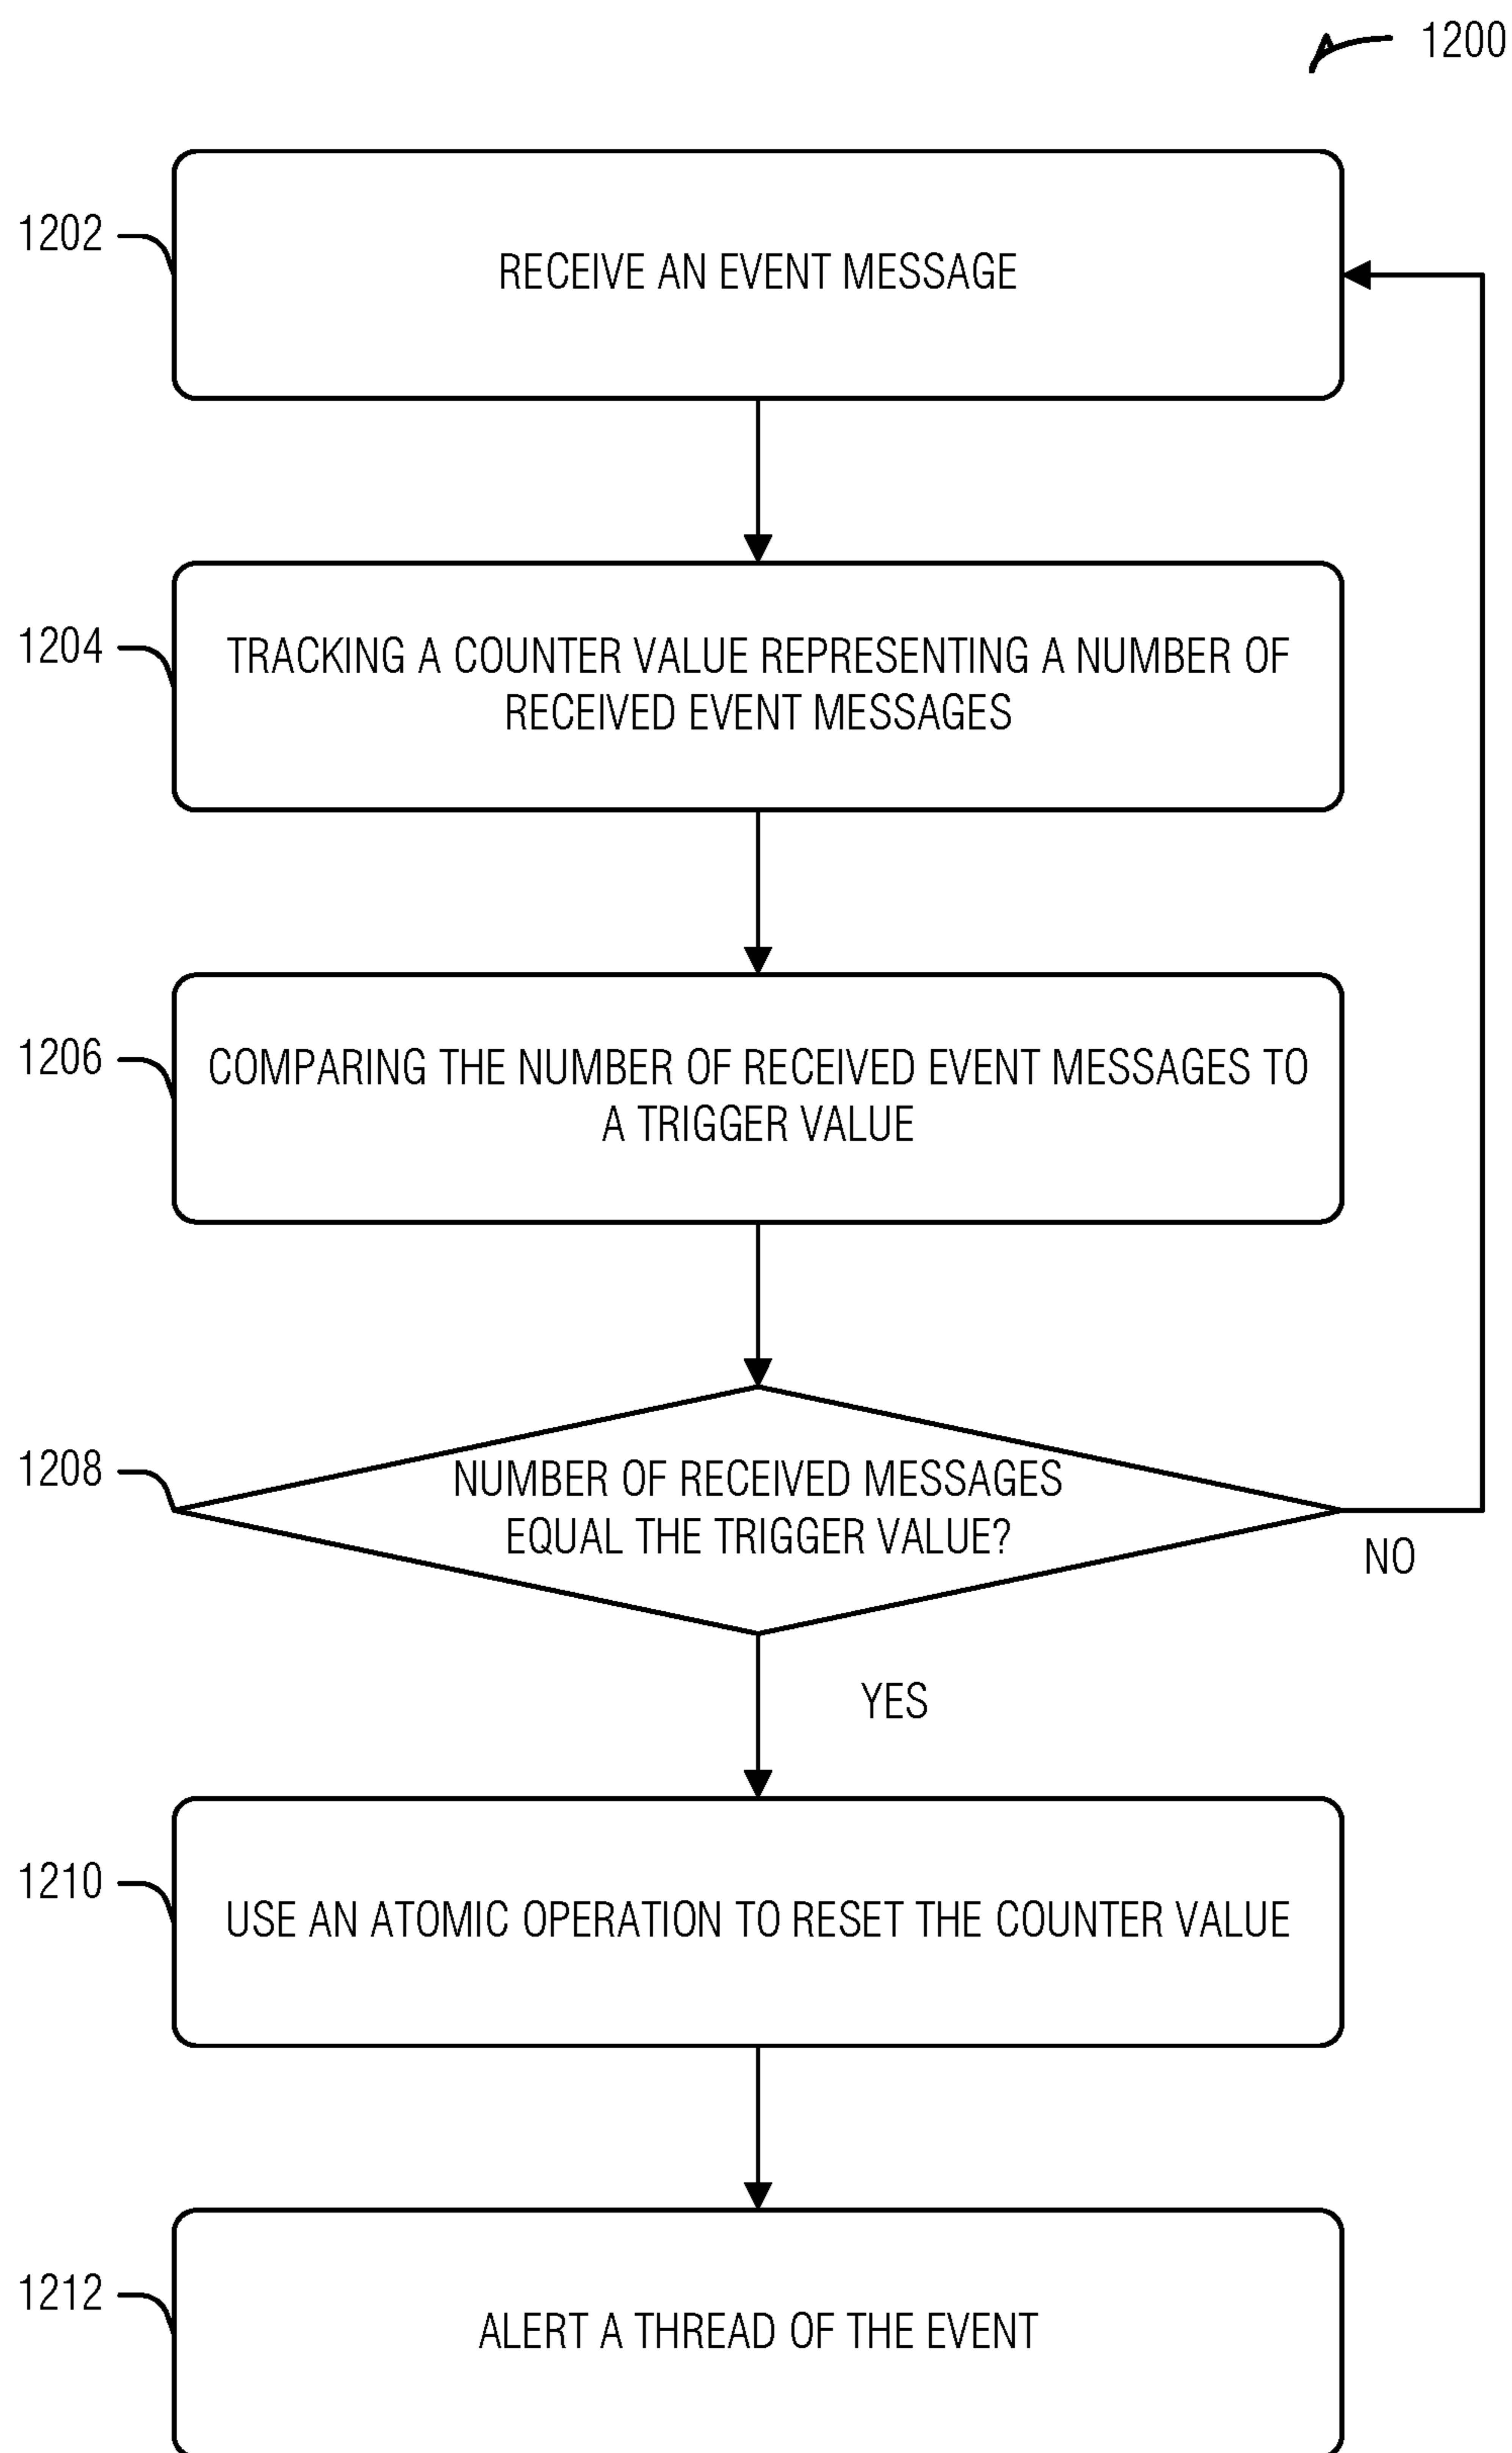 1200
1202
RECEIVE AN EVENT MESSAGE
1204
TRACKING A COUNTER VALUE REPRESENTING A NUMBER OF
RECEIVED EVENT MESSAGES
1206
COMPARING THE NUMBER OF RECEIVED EVENT MESSAGES TO
A TRIGGER VALUE
1208
NUMBER OF RECEIVED MESSAGES
EQUAL THE TRIGGER VALUE?
NO
YES
1210
USE AN ATOMIC OPERATION TO RESET THE COUNTER VALUE
1212
ALERT A THREAD OF THE EVENT